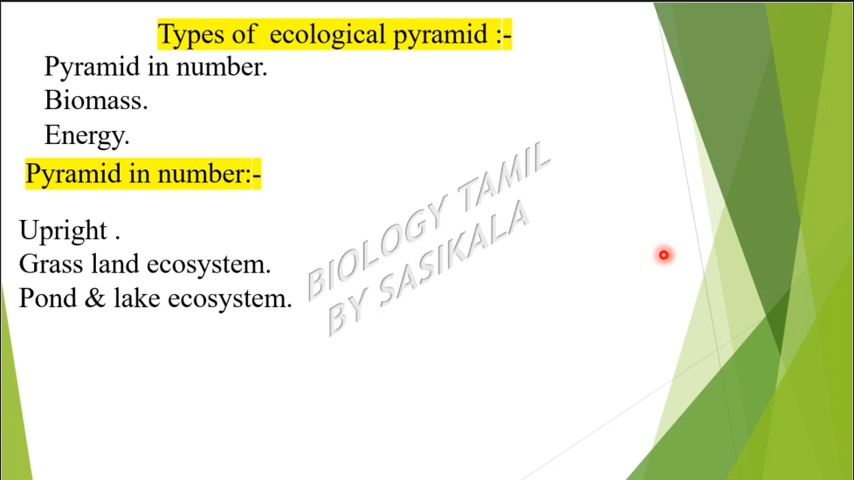 Types of ecological pyramid :-
Pyramid in number.
Biomass.
Energy.
Pyramid in number:-
Upright .
Grass land ecosystem.
Pond & lake ecosystem.
BIOLOGY TAMIL
BY SASIKALA